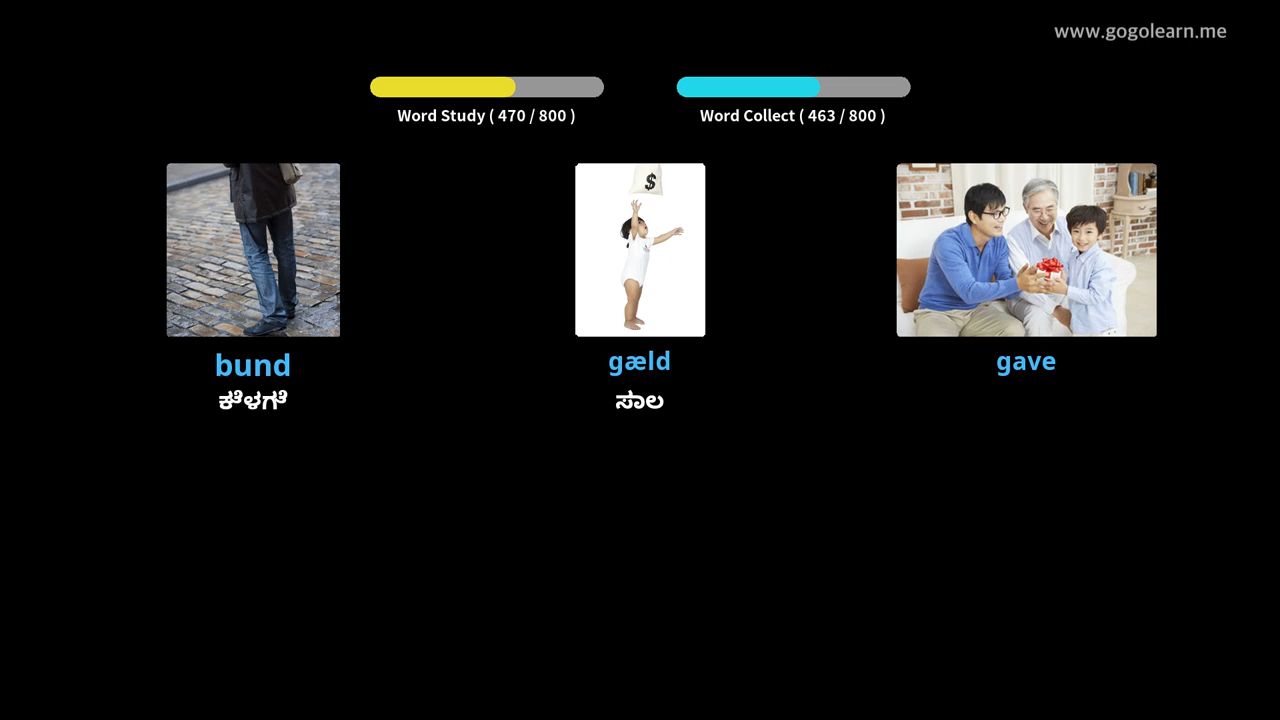 www.gogolearn.me
Word Study ( 470 / 800 )
Word Collect ( 463 / 800 )
$
bund
ಕೆಳಗೆ
gæld
ಸಾಲ
gave